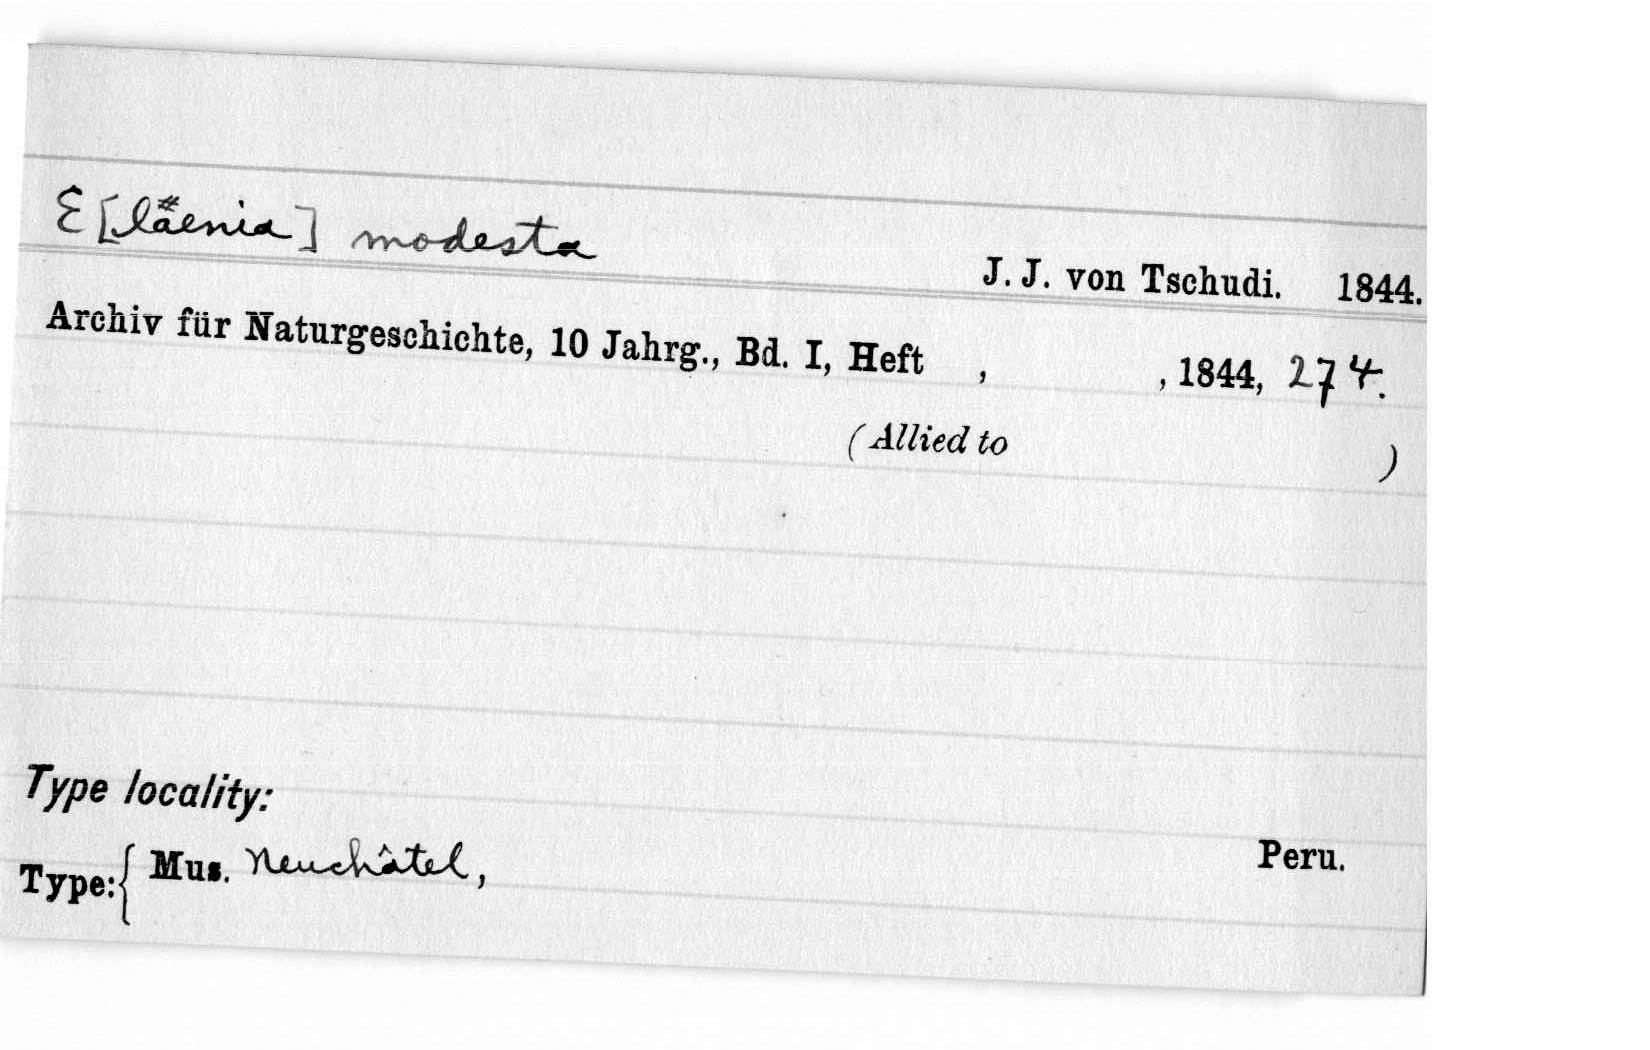 E[läenia] modesta
J. J. von Tschudi. 1844.
Archiv für Naturgeschichte, 10 Jahrg., Bd. I, Heft , , 1844, 274.
(Allied to )
Type locality:
Peru.
Type:{ Mus. Neuchâtel,